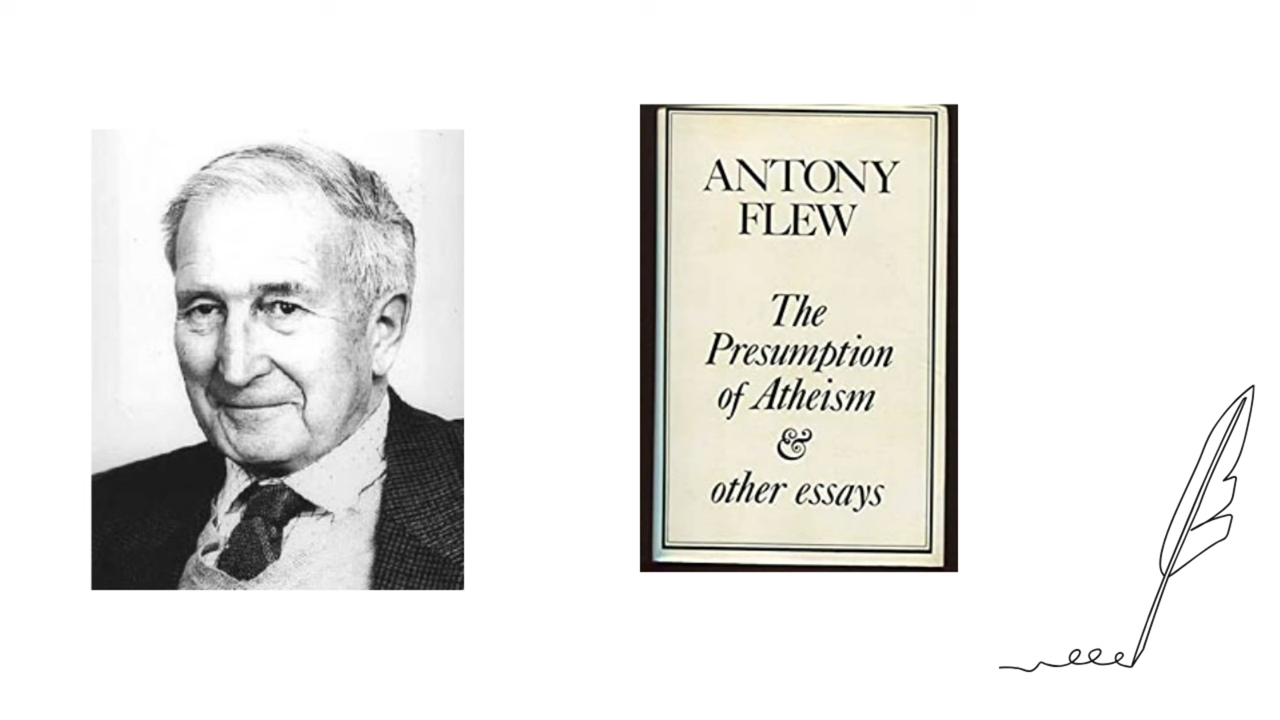 ANTONY
FLEW
The
Presumption
of Atheism
&
other essays